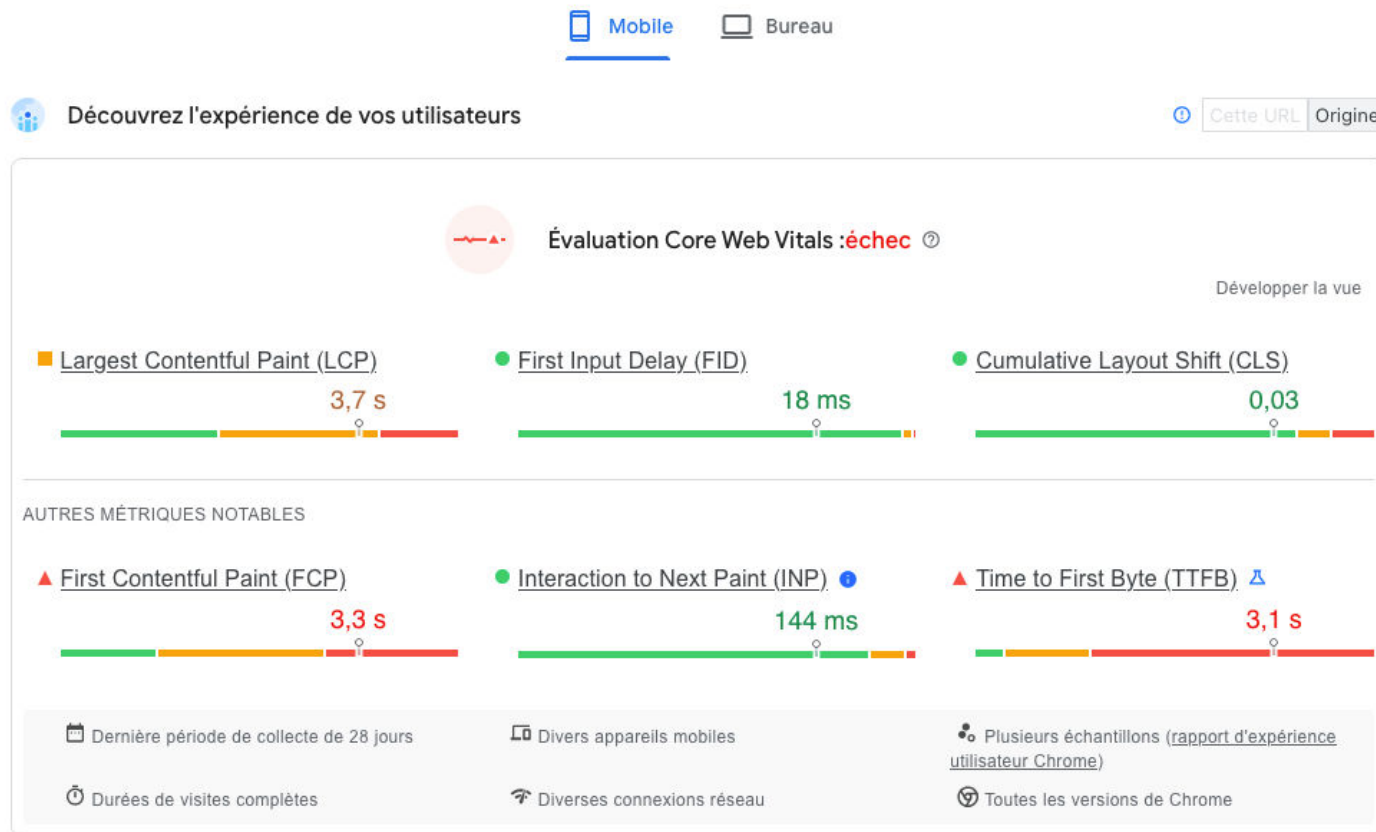 Mobile
Bureau
Découvrez l'expérience de vos utilisateurs
Cette URL
Origine
Évaluation Core Web Vitals :échec
Développer la vue
Largest Contentful Paint (LCP)
3,7 s
First Input Delay (FID)
18 ms
Cumulative Layout Shift (CLS)
0,03
AUTRES MÉTRIQUES NOTABLES
First Contentful Paint (FCP)
3,3 s
Interaction to Next Paint (INP)
144 ms
Time to First Byte (TTFB)
3,1 s
Dernière période de collecte de 28 jours
Divers appareils mobiles
Plusieurs échantillons (rapport d'expérience
utilisateur Chrome)
Durées de visites complètes
Diverses connexions réseau
Toutes les versions de Chrome